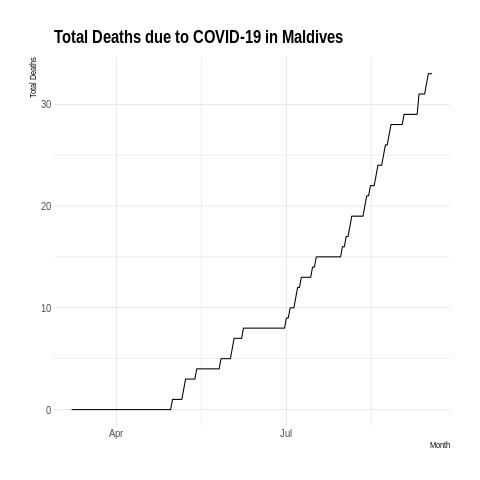 Total Deaths due to COVID-19 in Maldives
Total Deaths
30
20
10
0
Apr
Jul
Month